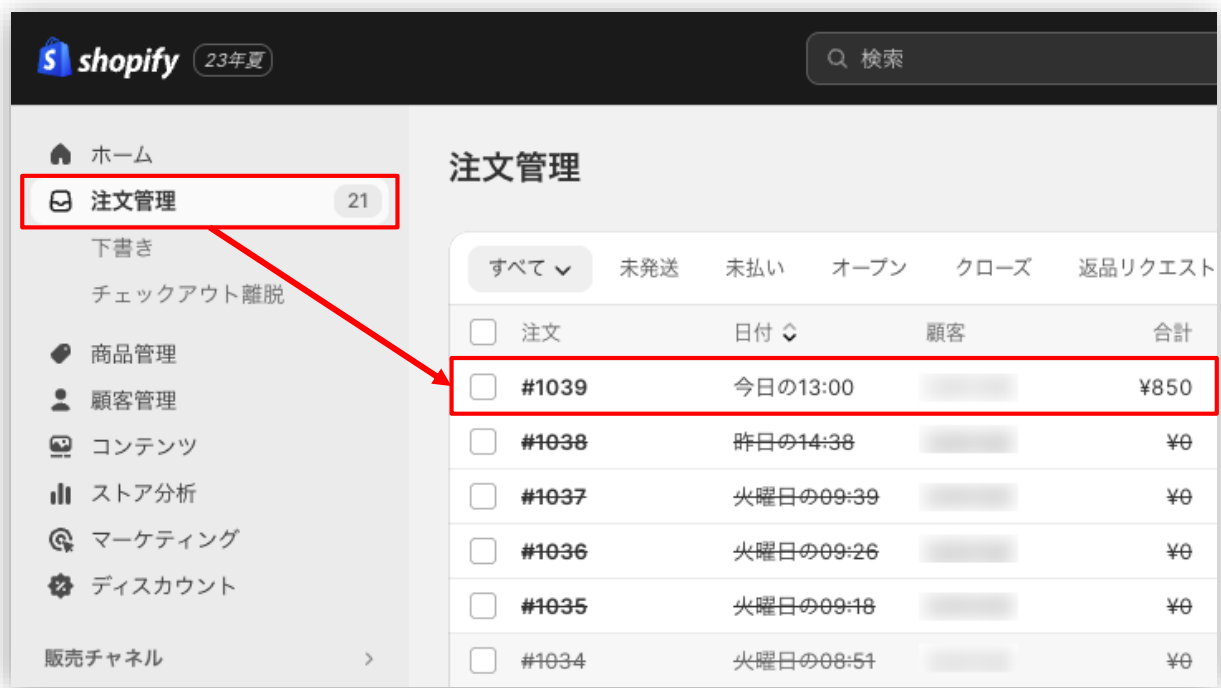 shopify 23年夏 検索
ホーム
注文管理 21
下書き
チェックアウト離脱
商品管理
顧客管理
コンテンツ
ストア分析
マーケティング
ディスカウント
販売チャネル
注文管理
すべて 未発送 未払い オープン クローズ 返品リクエスト
注文 日付 顧客 合計
#1039 今日の13:00 ¥850
#1038 昨日の14:38 ¥0
#1037 火曜日の09:39 ¥0
#1036 火曜日の09:26 ¥0
#1035 火曜日の09:18 ¥0
#1034 火曜日の08:51 ¥0